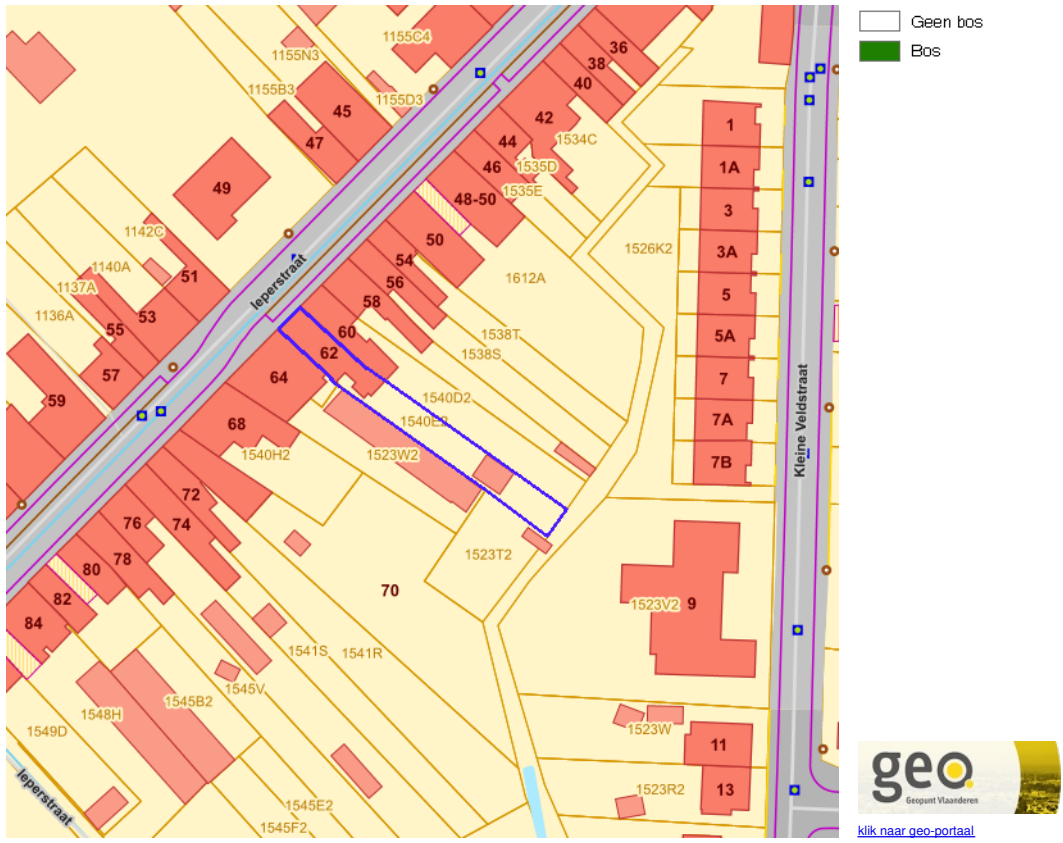 Geen bos
Bos
36
38
40
42
44
46
48-50
50
54
56
58
60
62
64
68
72
74
76
78
80
82
84
70
45
47
49
51
53
55
57
59
1
1A
3
3A
5
5A
7
7A
7B
9
11
13
1155C4
1155N3
1155B3
1155D3
1534C
1535D
1535E
1142C
1140A
1137A
1136A
1526K2
1612A
1538T
1538S
1540D2
1540E2
1523W2
1540H2
1523T2
1523V2
1541S
1541R
1545V
1545B2
1548H
1549D
1545E2
1545F2
1523W
1523R2
Ieperstraat
Ieperstraat
Kleine Veldstraat
geo
Geopunt Vlaanderen
klik naar geo-portaal